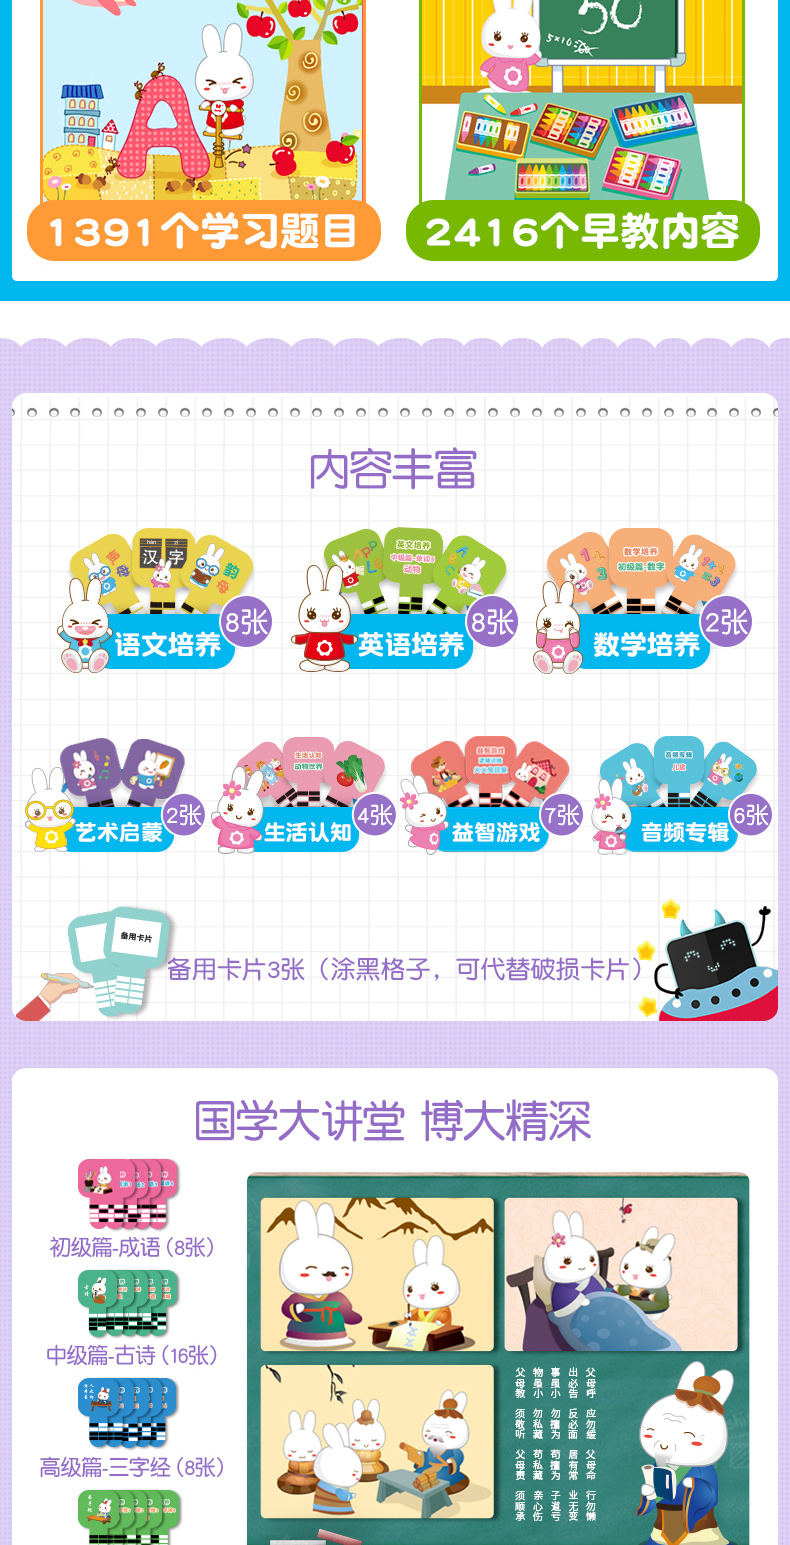 50
5×10
A
1391个学习题目
2416个早教内容
内容丰富
hàn zì
汉字
韵母
语文培养
8张
英文培养
中级篇-单词5
动物
英语培养
8张
数学培养
初级篇-数字
数学培养
2张
艺术启蒙
2张
生活认知
动物世界
生活认知
4张
益智游戏
益智游戏
7张
音频专辑
儿歌
音频专辑
6张
备用卡片
备用卡片3张（涂黑格子，可代替破损卡片）
国学大讲堂 博大精深
初级篇-成语（8张）
中级篇-古诗（16张）
高级篇-三字经（8张）
父母呼 应勿缓 父母命 行勿懒
出必告 反必面 居有常 业无变
事虽小 勿擅为 苟擅为 子道亏
物虽小 勿私藏 苟私藏 亲心伤
父母教 须敬听 父母责 须顺承